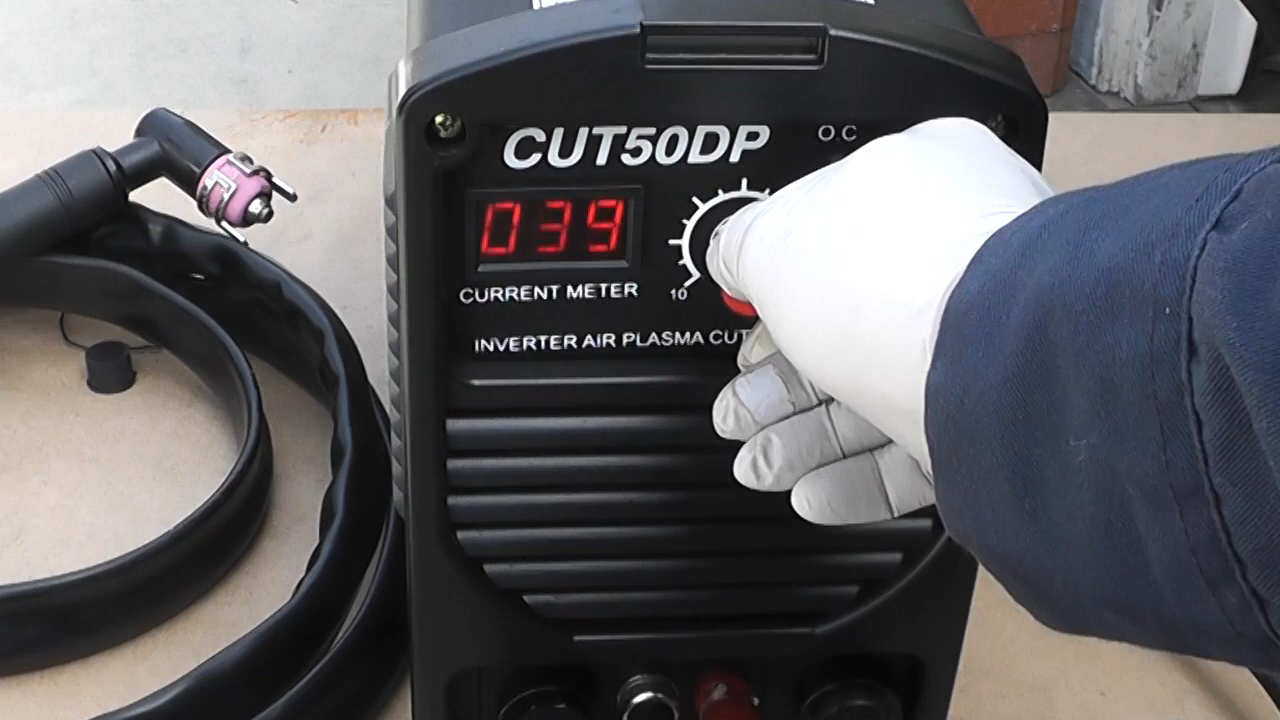 CUT50DP
O.C
039
10
CURRENT METER
INVERTER AIR PLASMA CUT